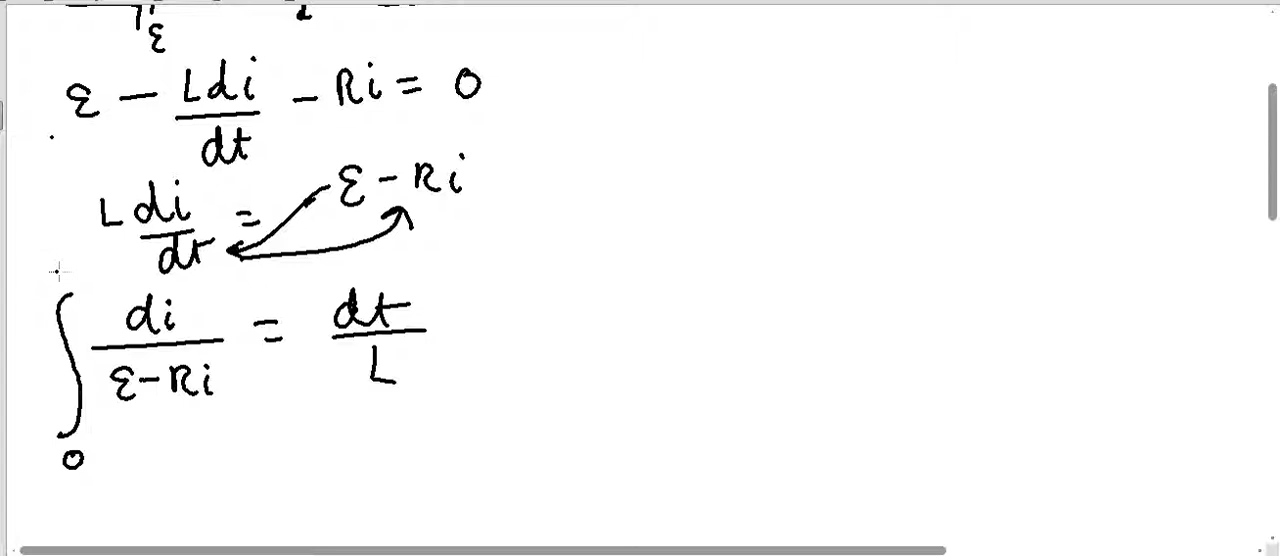 ε
ε - L di/dt - Ri = 0
L di/dt = ε - Ri
∫₀ di/(ε - Ri) = dt/L